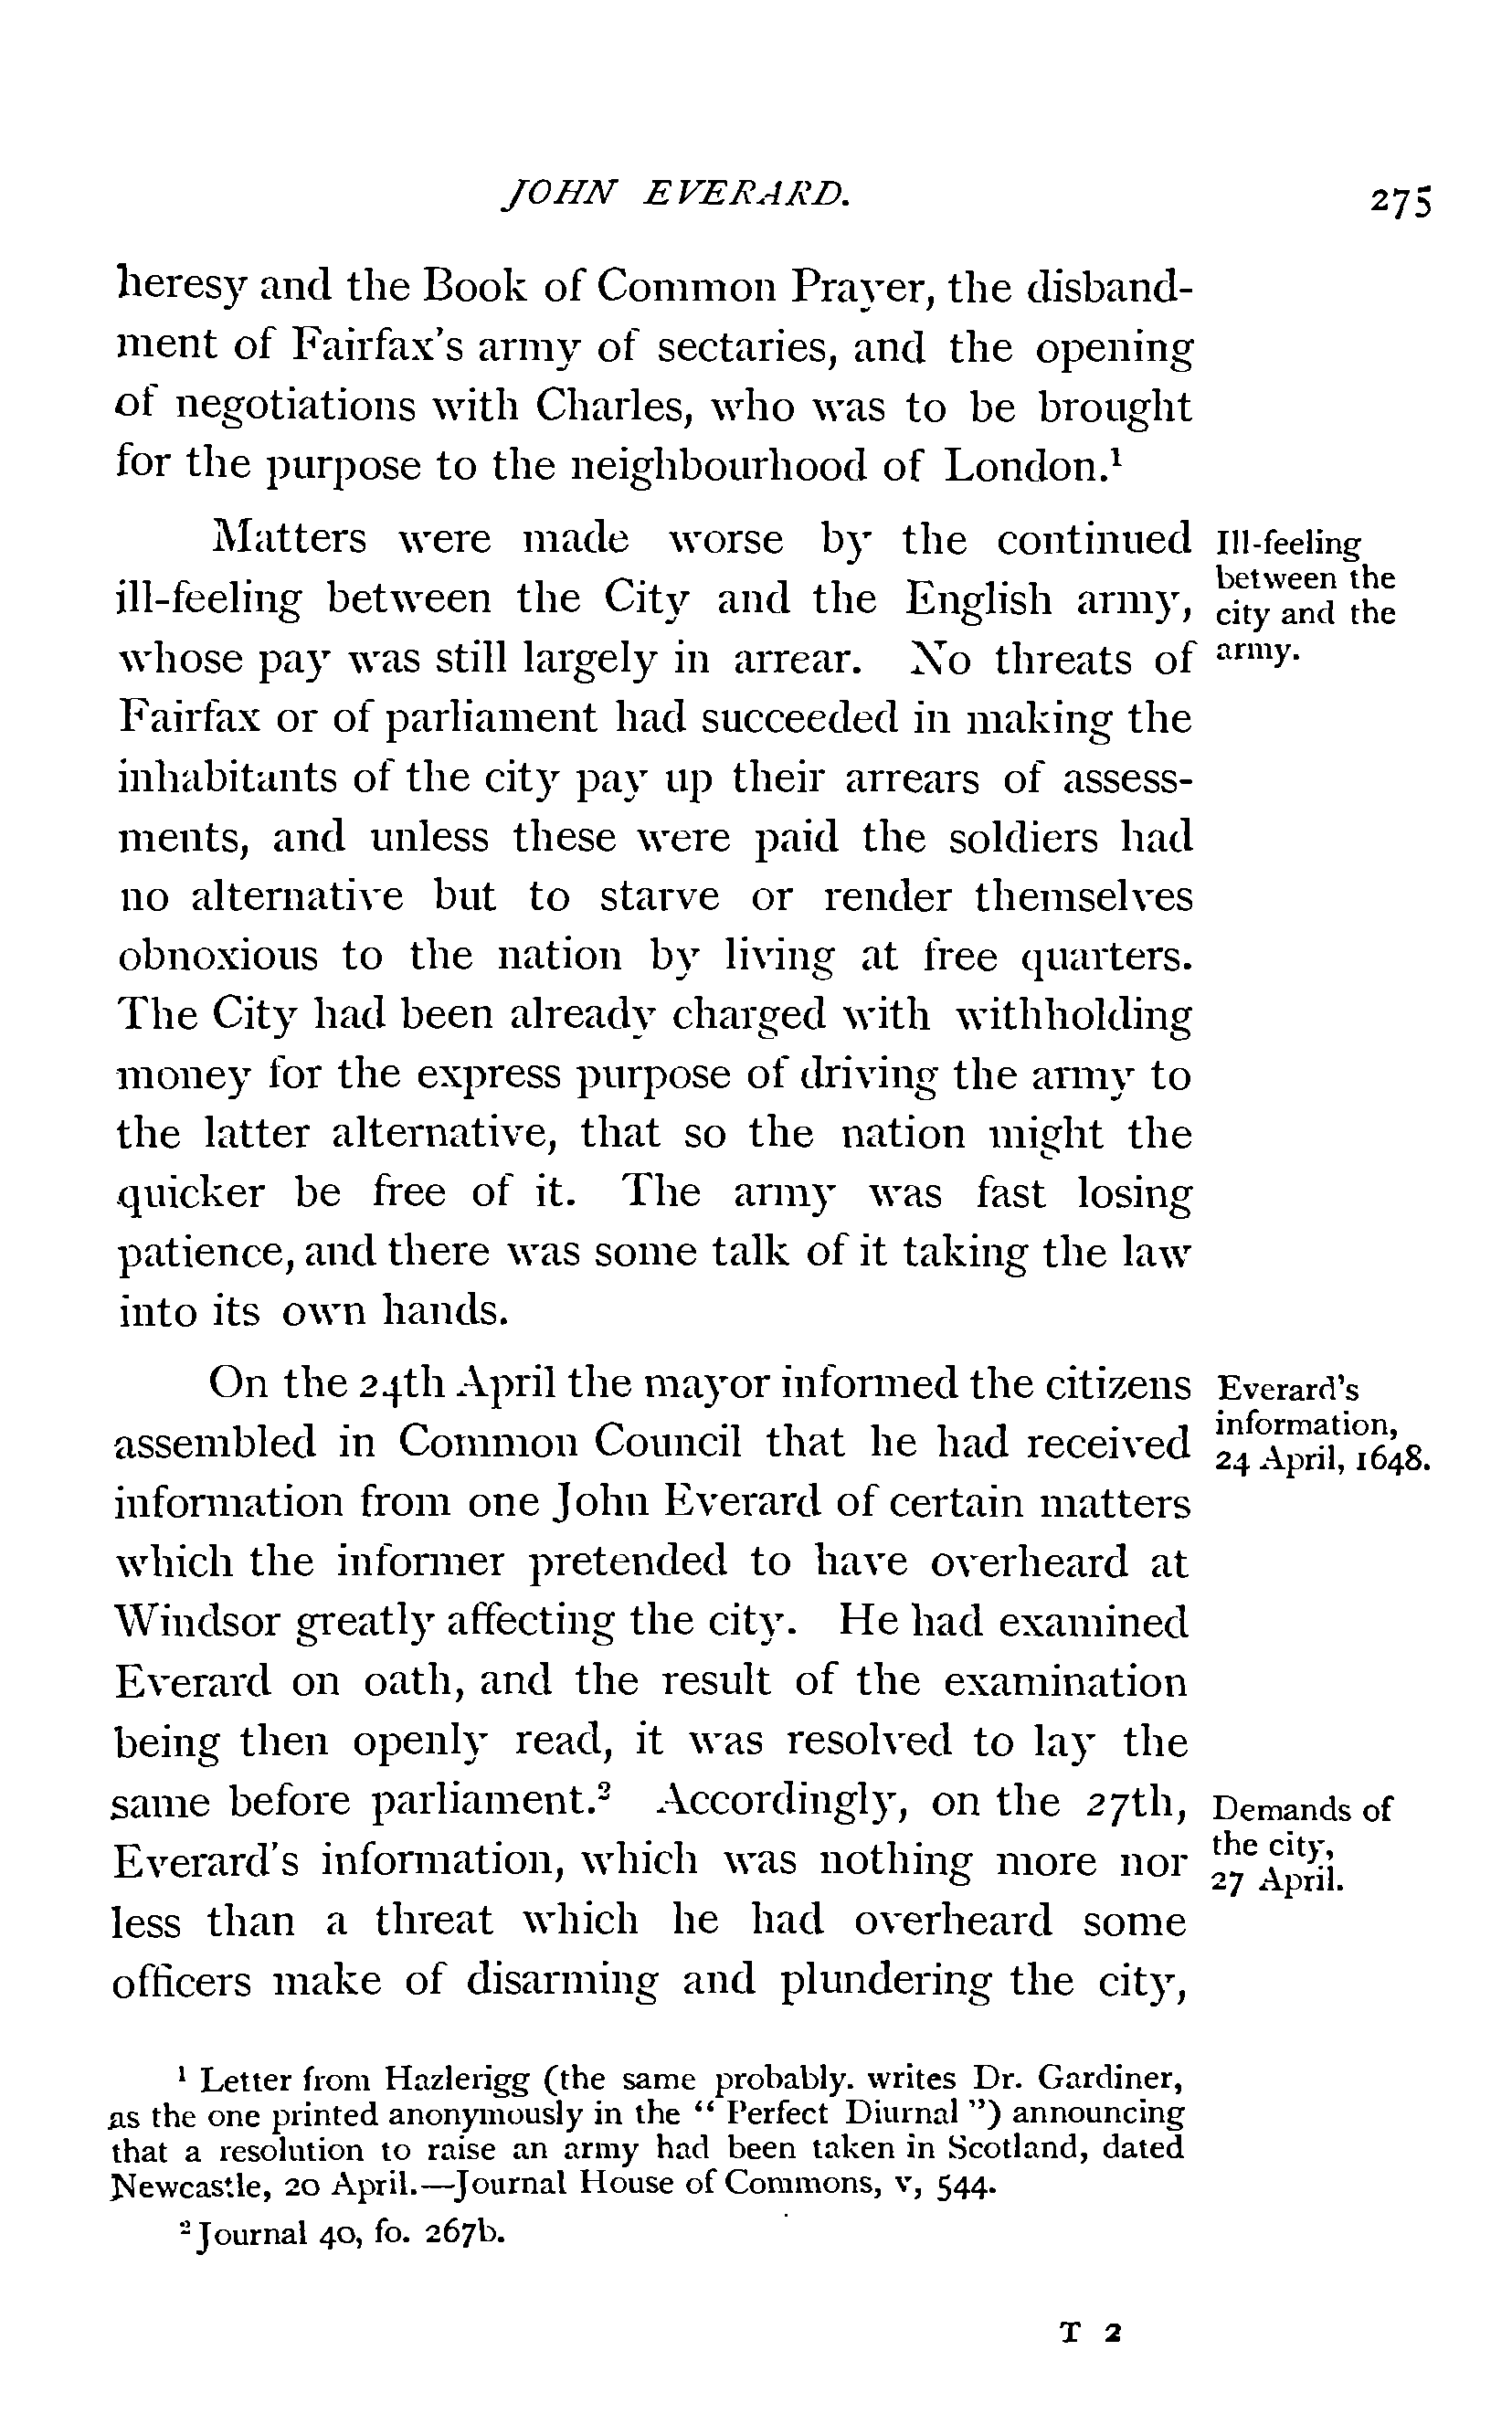 JOHN EVERARD.
275
heresy and the Book of Common Prayer, the disband-
ment of Fairfax's army of sectaries, and the opening
of negotiations with Charles, who was to be brought
for the purpose to the neighbourhood of London.¹
Matters were made worse by the continued
ill-feeling between the City and the English army,
whose pay was still largely in arrear. No threats of
Fairfax or of parliament had succeeded in making the
inhabitants of the city pay up their arrears of assess-
ments, and unless these were paid the soldiers had
no alternative but to starve or render themselves
obnoxious to the nation by living at free quarters.
The City had been already charged with withholding
money for the express purpose of driving the army to
the latter alternative, that so the nation might the
quicker be free of it. The army was fast losing
patience, and there was some talk of it taking the law
into its own hands.
Ill-feeling
between the
city and the
army.
On the 24th April the mayor informed the citizens
assembled in Common Council that he had received
information from one John Everard of certain matters
which the informer pretended to have overheard at
Windsor greatly affecting the city. He had examined
Everard on oath, and the result of the examination
being then openly read, it was resolved to lay the
same before parliament.² Accordingly, on the 27th,
Everard's information, which was nothing more nor
less than a threat which he had overheard some
officers make of disarming and plundering the city,
Everard's
information,
24 April, 1648.
Demands of
the city,
27 April.
¹ Letter from Hazlerigg (the same probably. writes Dr. Gardiner,
as the one printed anonymously in the “ Perfect Diurnal ”) announcing
that a resolution to raise an army had been taken in Scotland, dated
Newcastle, 20 April.—Journal House of Commons, v, 544.
² Journal 40, fo. 267b.
T 2